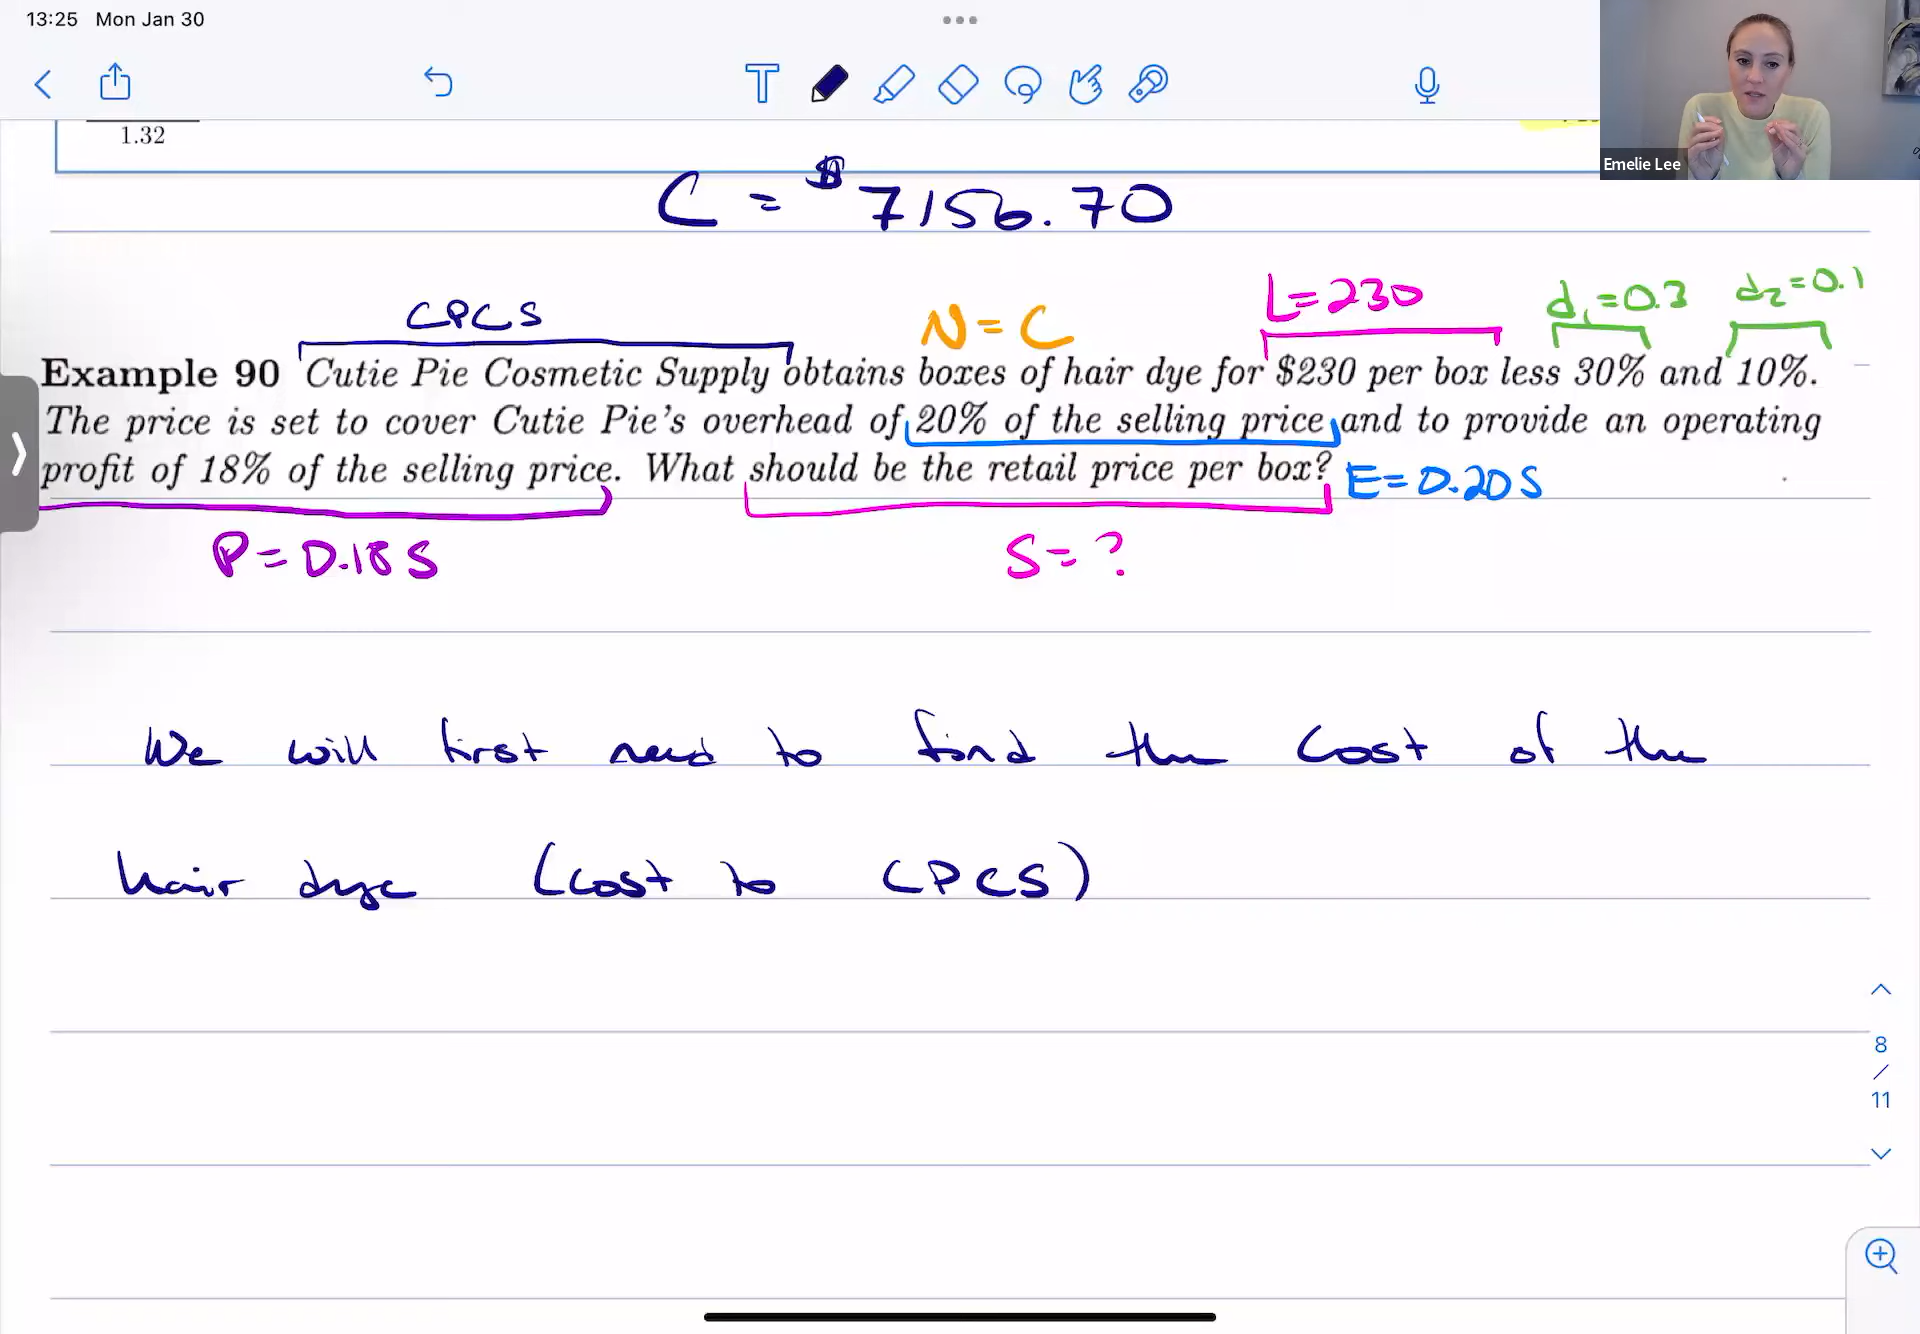 13:25 Mon Jan 30
Emelie Lee
1.32
C = $7156.70
CPCS N = C L=230 d₁=0.3 d₂=0.1
Example 90 Cutie Pie Cosmetic Supply obtains boxes of hair dye for $230 per box less 30% and 10%.
The price is set to cover Cutie Pie's overhead of 20% of the selling price and to provide an operating
profit of 18% of the selling price. What should be the retail price per box? E=0.20S
P=0.18S S=?
We will first need to find the cost of the
hair dye (cost to CPCS)
8
/
11